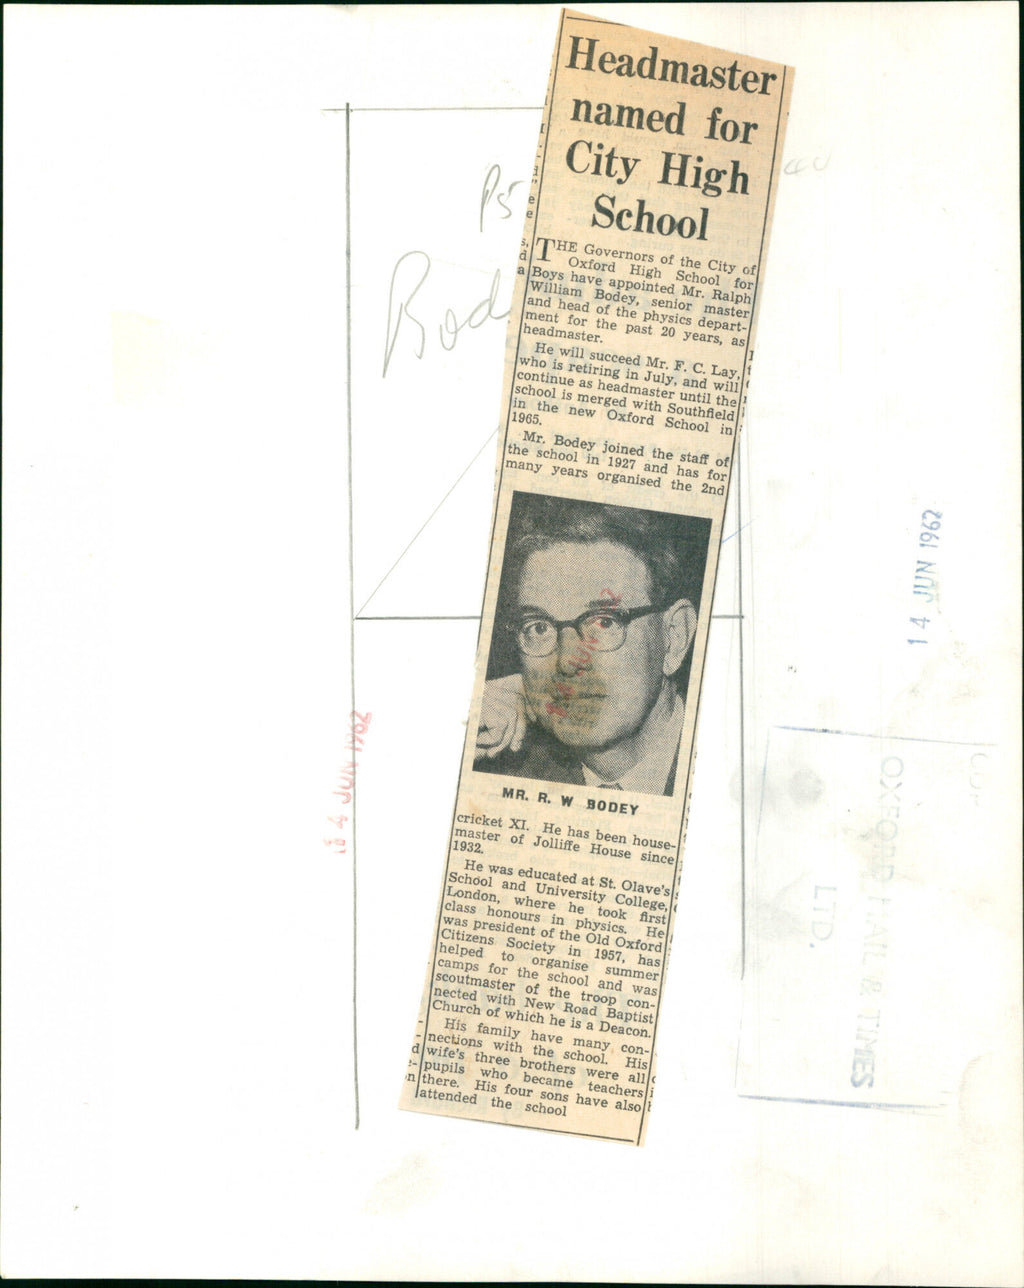 Headmaster
named for
City High
School
THE Governors of the City of
Oxford High School for
Boys have appointed Mr. Ralph
William Bodey, senior master
and head of the physics depart-
ment for the past 20 years, as
headmaster.
He will succeed Mr. F. C. Lay,
who is retiring in July, and will
continue as headmaster until the
school is merged with Southfield
in the new Oxford School in
1965.
Mr. Bodey joined the staff of
the school in 1927 and has for
many years organised the 2nd
MR. R. W BODEY
cricket XI. He has been house-
master of Jolliffe House since
1932.
He was educated at St. Olave's
School and University College,
London, where he took first
class honours in physics. He
was president of the Old Oxford
Citizens Society in 1957, has
helped to organise summer
camps for the school and was
scoutmaster of the troop con-
nected with New Road Baptist
Church of which he is a Deacon.
His family have many con-
nections with the school. His
wife's three brothers were all
pupils who became teachers
there. His four sons have also
attended the school
P5
Bod
14 JUN 1962
14 JUN 1962
OXFORD MAIL & TIMES
LTD.